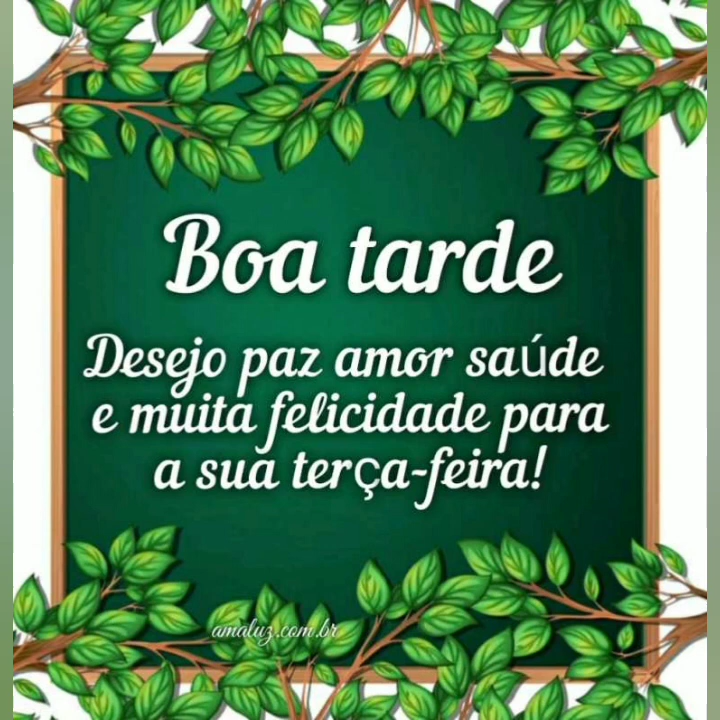 Boa tarde
Desejo paz amor saúde
e muita felicidade para
a sua terça-feira!
amaluz.com.br